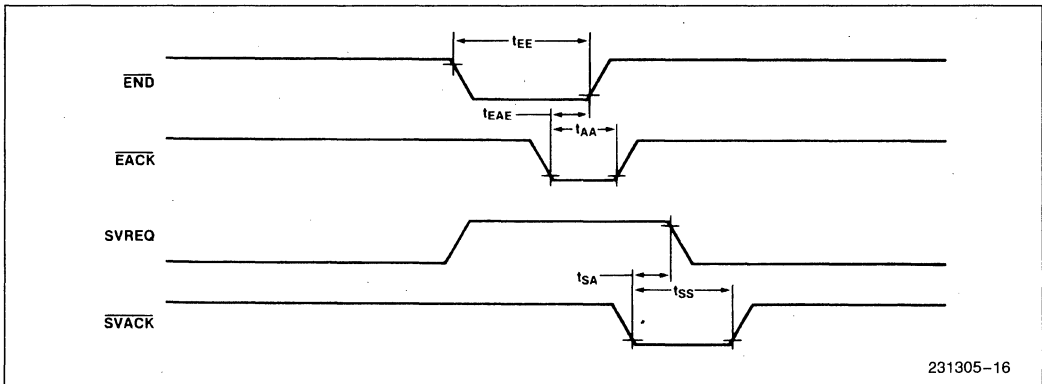 tEE
END
tEAE
tAA
EACK
SVREQ
tSA
tSS
SVACK
231305-16